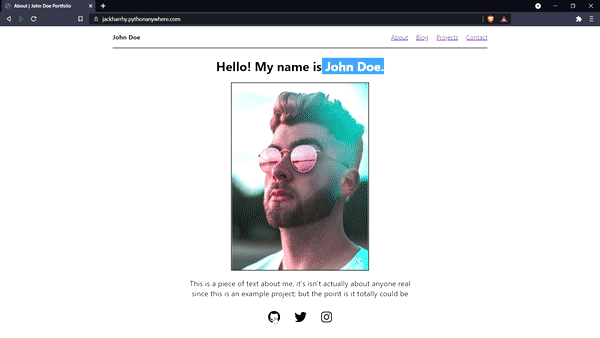 About | John Doe Portfolio
jackharrhy.pythonanywhere.com
John Doe
About Blog Projects Contact
Hello! My name is John Doe.
This is a piece of text about me, it's isn't actually about anyone real
since this is an example project; but the point is it totally could be